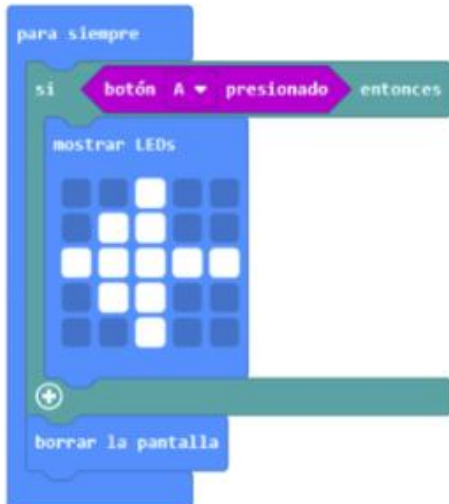 para siempre
si botón A presionado entonces
mostrar LEDs
borrar la pantalla